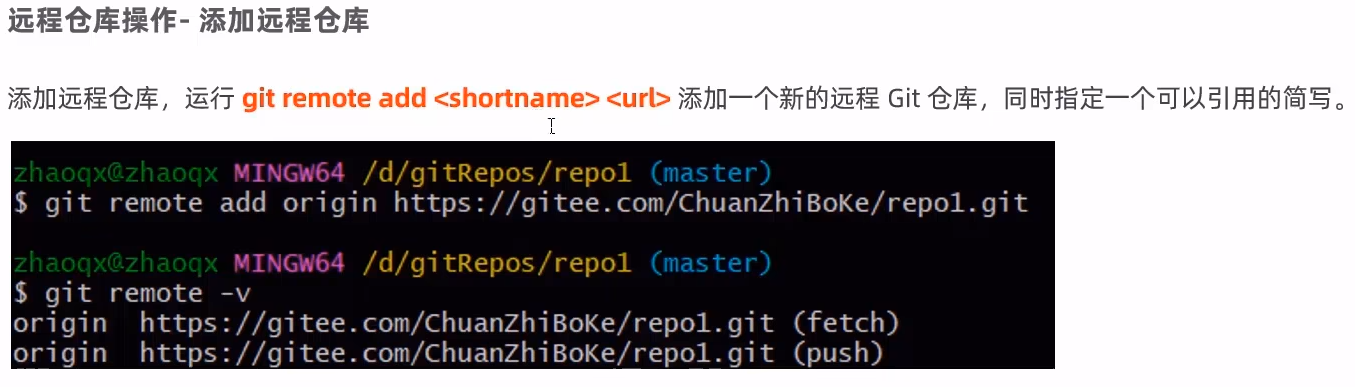 远程仓库操作- 添加远程仓库
添加远程仓库，运行 git remote add <shortname> <url> 添加一个新的远程 Git 仓库，同时指定一个可以引用的简写。
zhaoqx@zhaoqx MINGW64 /d/gitRepos/repo1 (master)
$ git remote add origin https://gitee.com/ChuanZhiBoKe/repo1.git
zhaoqx@zhaoqx MINGW64 /d/gitRepos/repo1 (master)
$ git remote -v
origin  https://gitee.com/ChuanZhiBoKe/repo1.git (fetch)
origin  https://gitee.com/ChuanZhiBoKe/repo1.git (push)